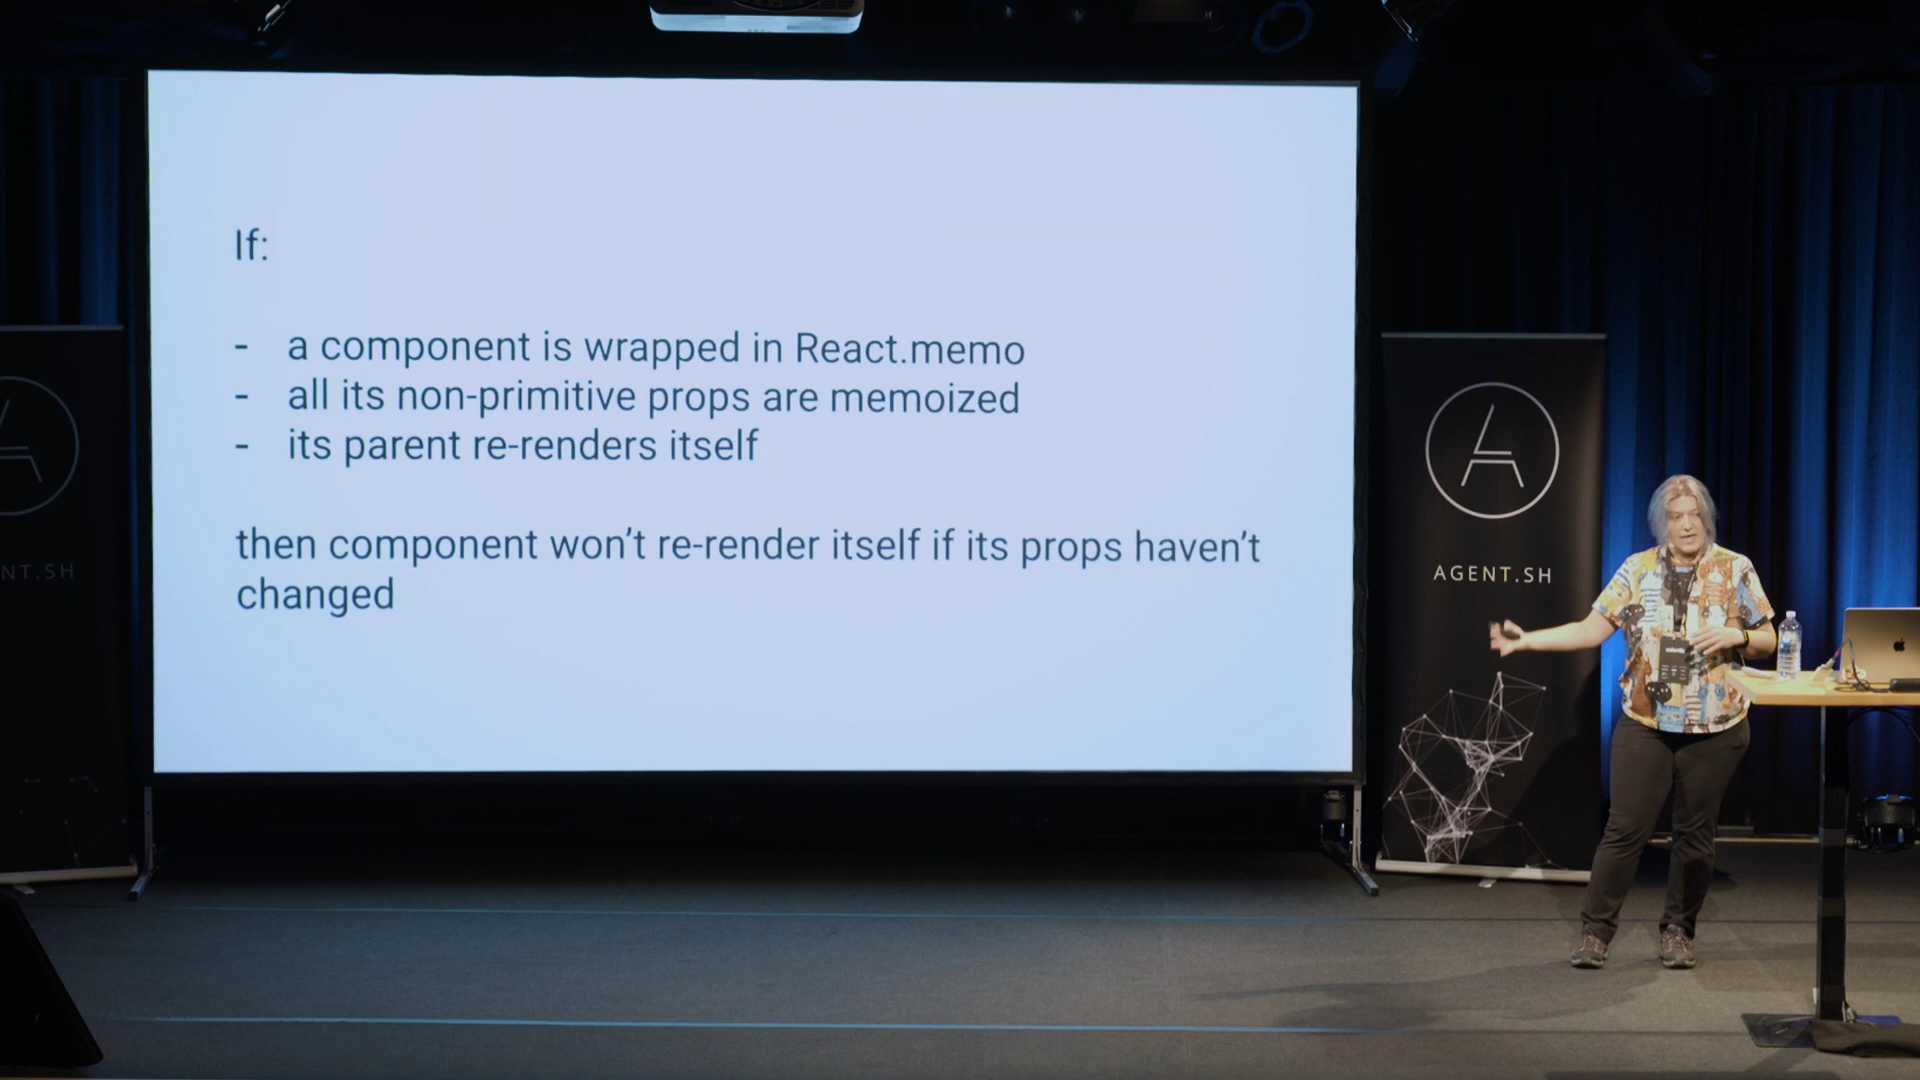 If:
- a component is wrapped in React.memo
- all its non-primitive props are memoized
- its parent re-renders itself
then component won't re-render itself if its props haven't
changed
NT.SH
AGENT.SH